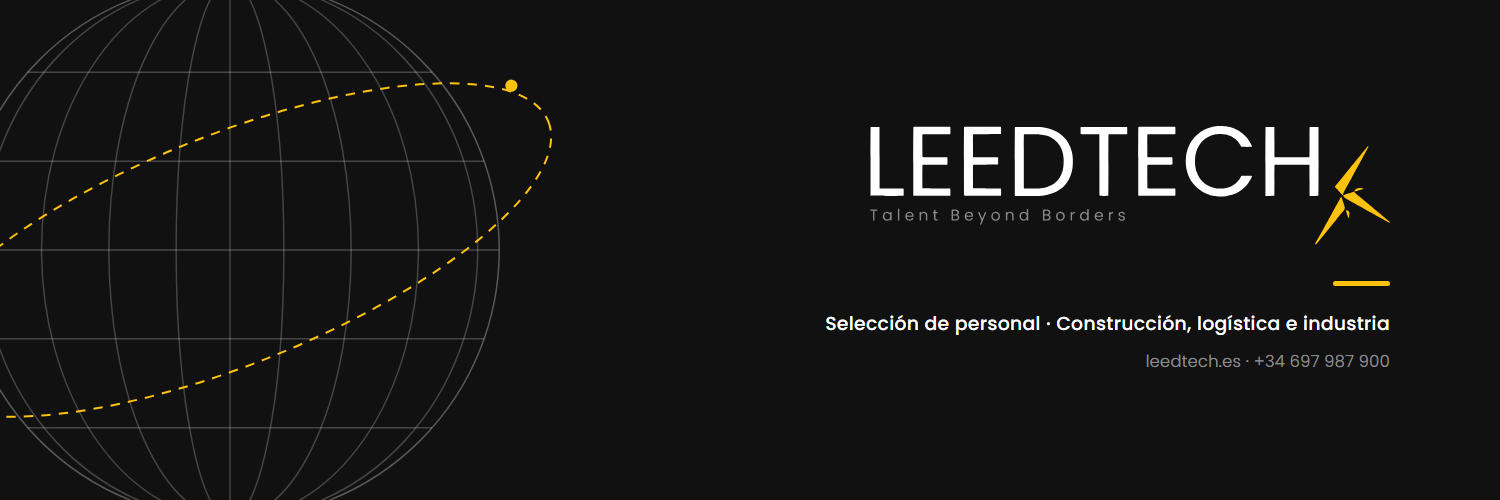 LEEDTECH
Talent Beyond Borders
Selección de personal · Construcción, logística e industria
leedtech.es · +34 697 987 900